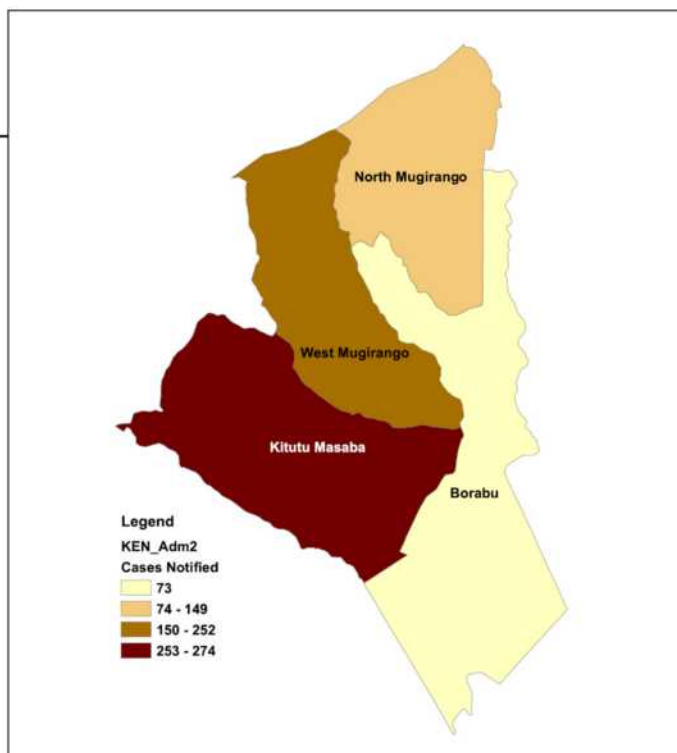 North Mugirango
West Mugirango
Kitutu Masaba
Borabu
Legend
KEN_Adm2
Cases Notified
73
74 - 149
150 - 252
253 - 274